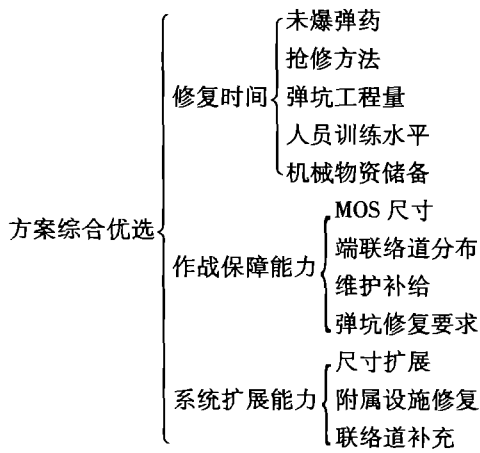 方案综合优选
修复时间
未爆弹药
抢修方法
弹坑工程量
人员训练水平
机械物资储备
作战保障能力
MOS 尺寸
端联络道分布
维护补给
弹坑修复要求
系统扩展能力
尺寸扩展
附属设施修复
联络道补充